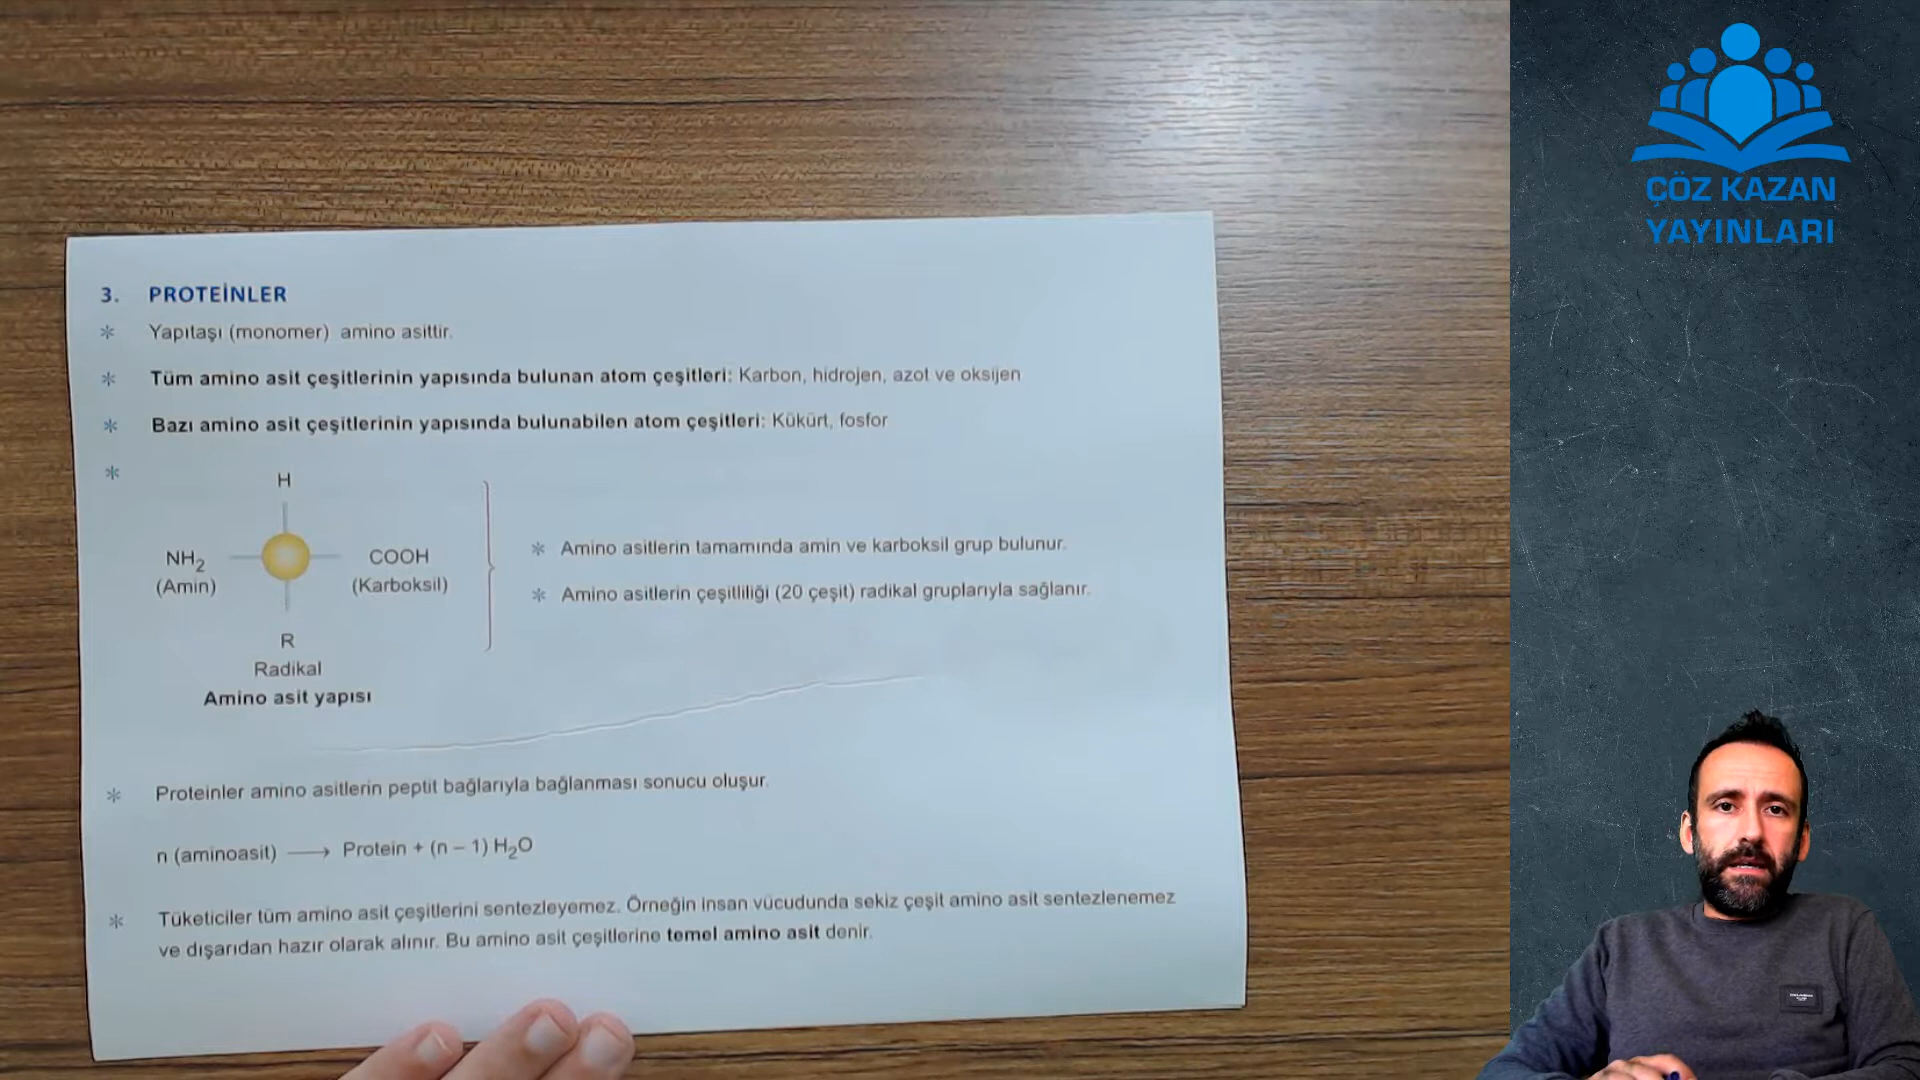 ÇÖZ KAZAN
YAYINLARI
3. PROTEİNLER
* Yapıtaşı (monomer) amino asittir.
* Tüm amino asit çeşitlerinin yapısında bulunan atom çeşitleri: Karbon, hidrojen, azot ve oksijen
* Bazı amino asit çeşitlerinin yapısında bulunabilen atom çeşitleri: Kükürt, fosfor
*
H
NH₂
(Amin)
COOH
(Karboksil)
R
Radikal
Amino asit yapısı
* Amino asitlerin tamamında amin ve karboksil grup bulunur.
* Amino asitlerin çeşitliliği (20 çeşit) radikal gruplarıyla sağlanır.
* Proteinler amino asitlerin peptit bağlarıyla bağlanması sonucu oluşur.
n (aminoasit) ⟶ Protein + (n – 1) H₂O
* Tüketiciler tüm amino asit çeşitlerini sentezleyemez. Örneğin insan vücudunda sekiz çeşit amino asit sentezlenemez
ve dışarıdan hazır olarak alınır. Bu amino asit çeşitlerine temel amino asit denir.